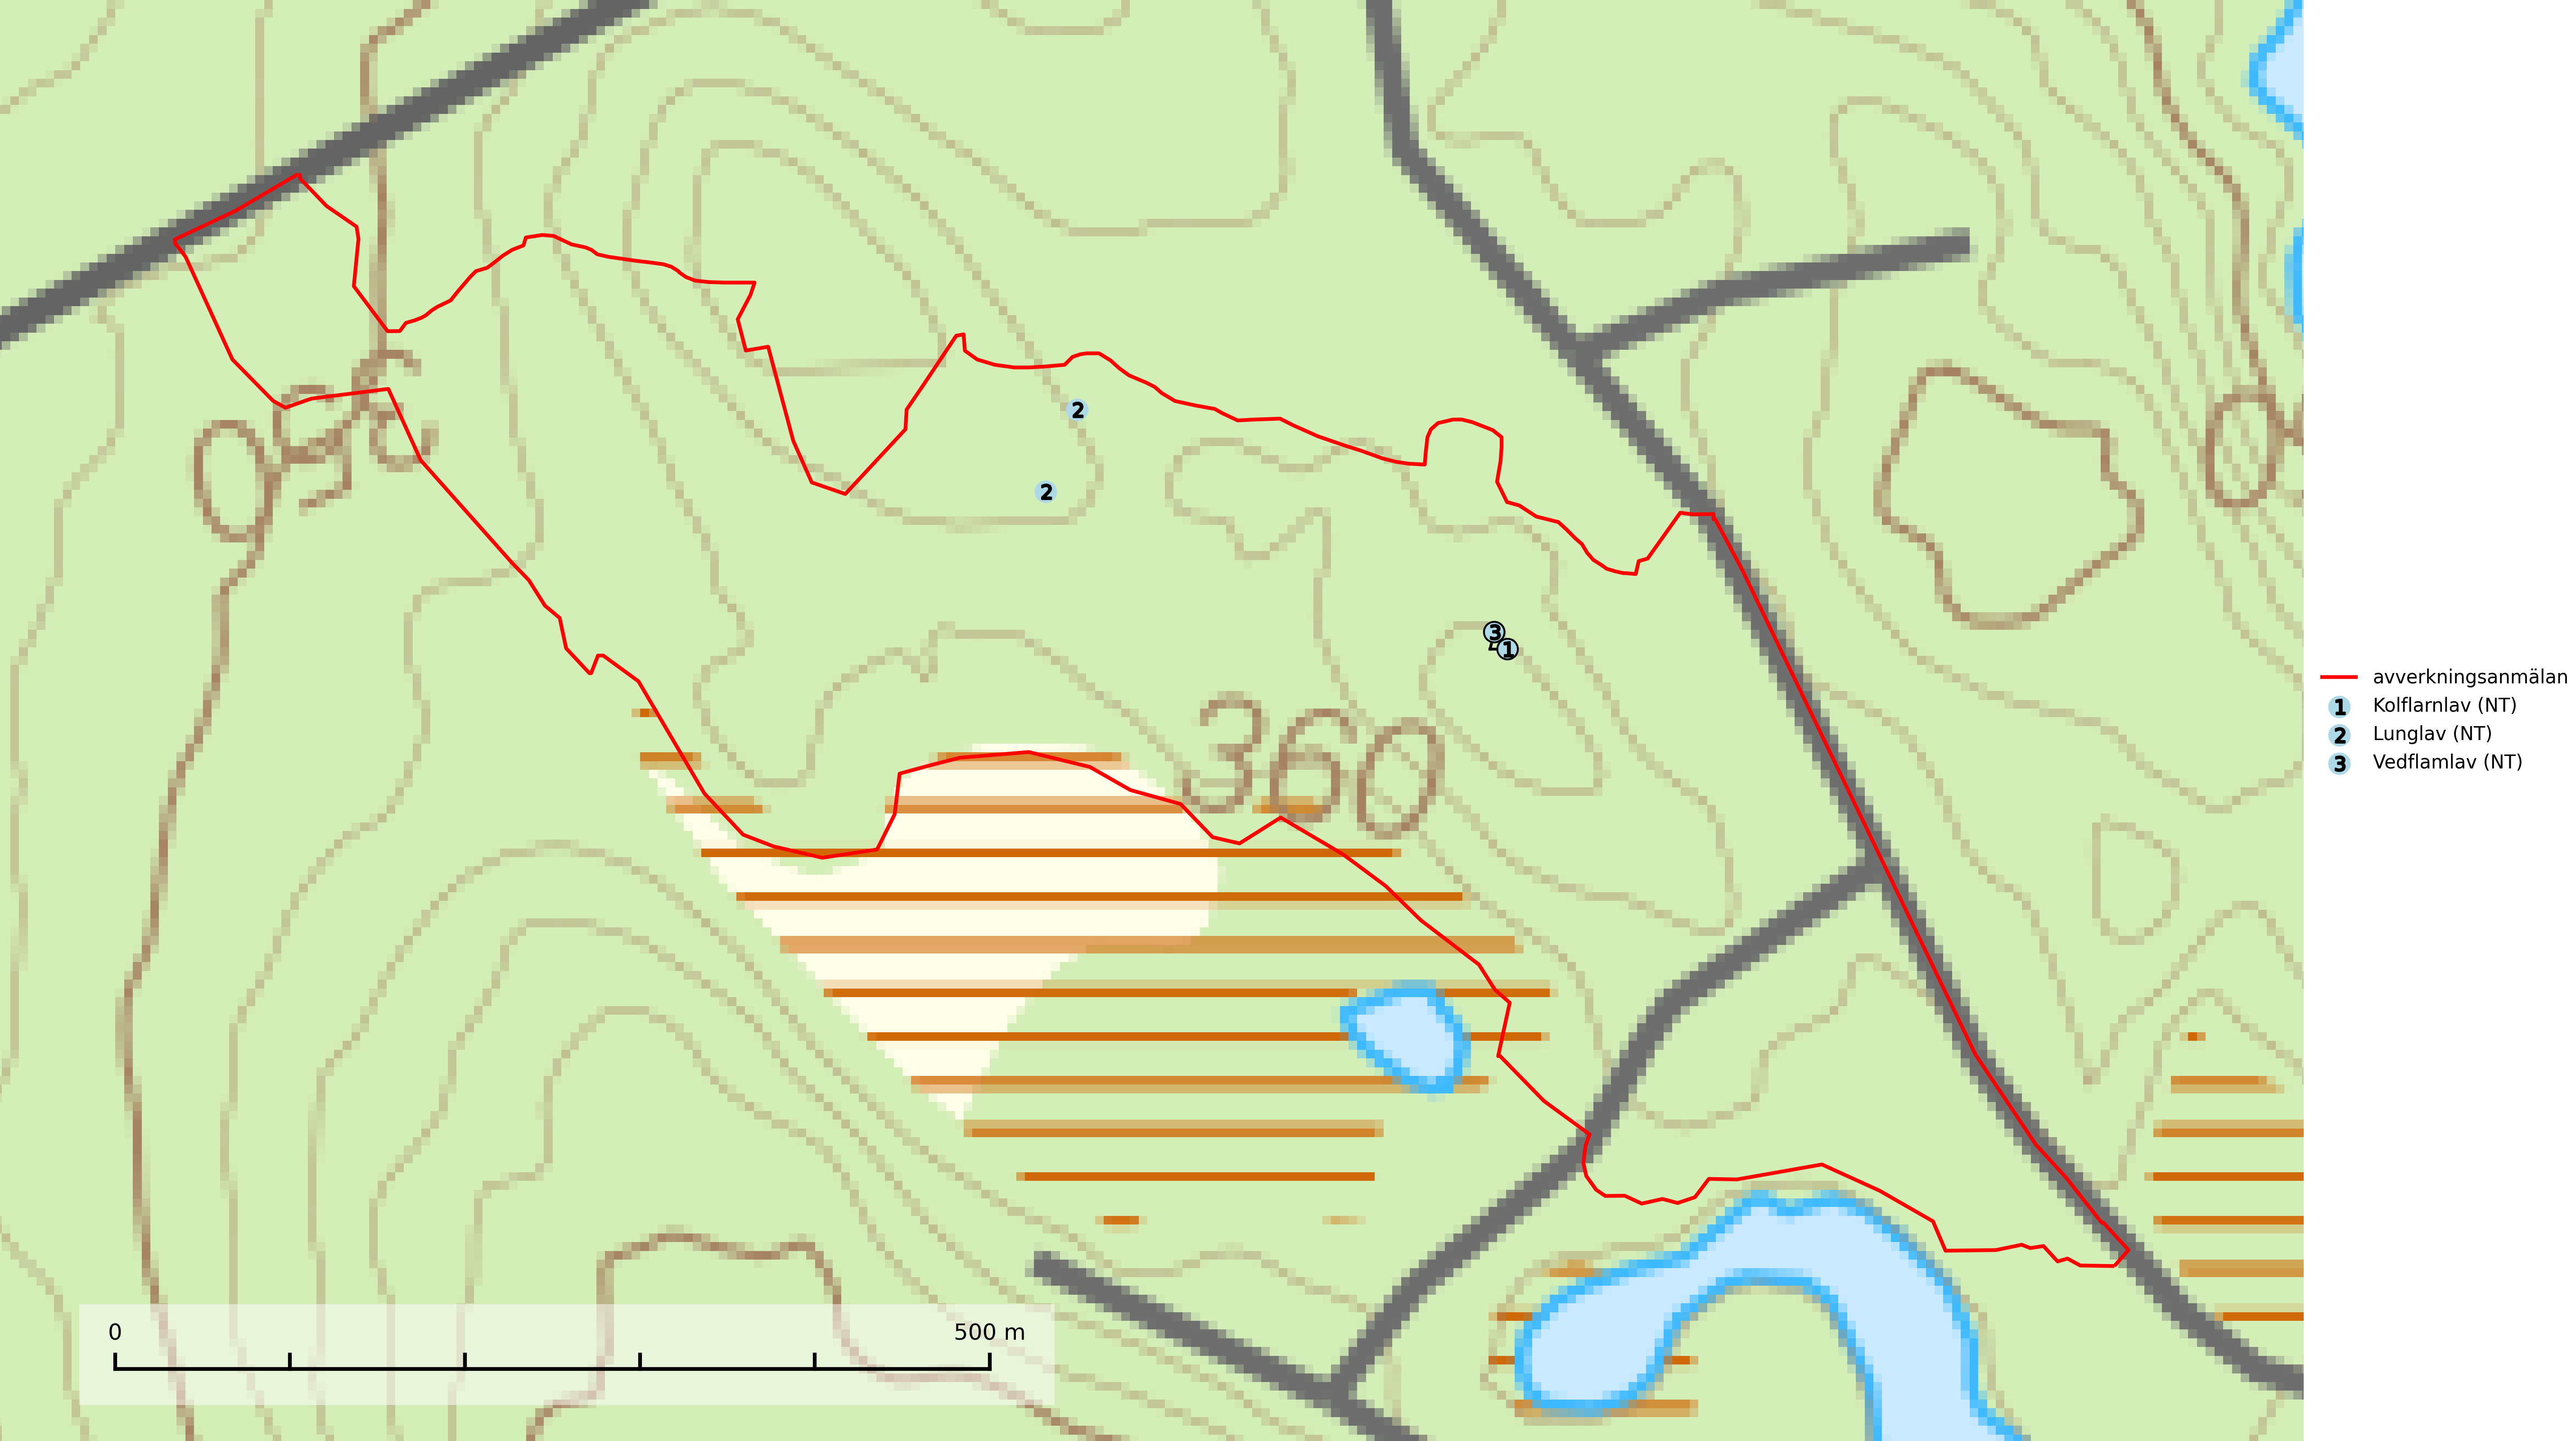 2
2
3
1
360
0 500 m
avverkningsanmälan
1 Kolflarnlav (NT)
2 Lunglav (NT)
3 Vedflamlav (NT)